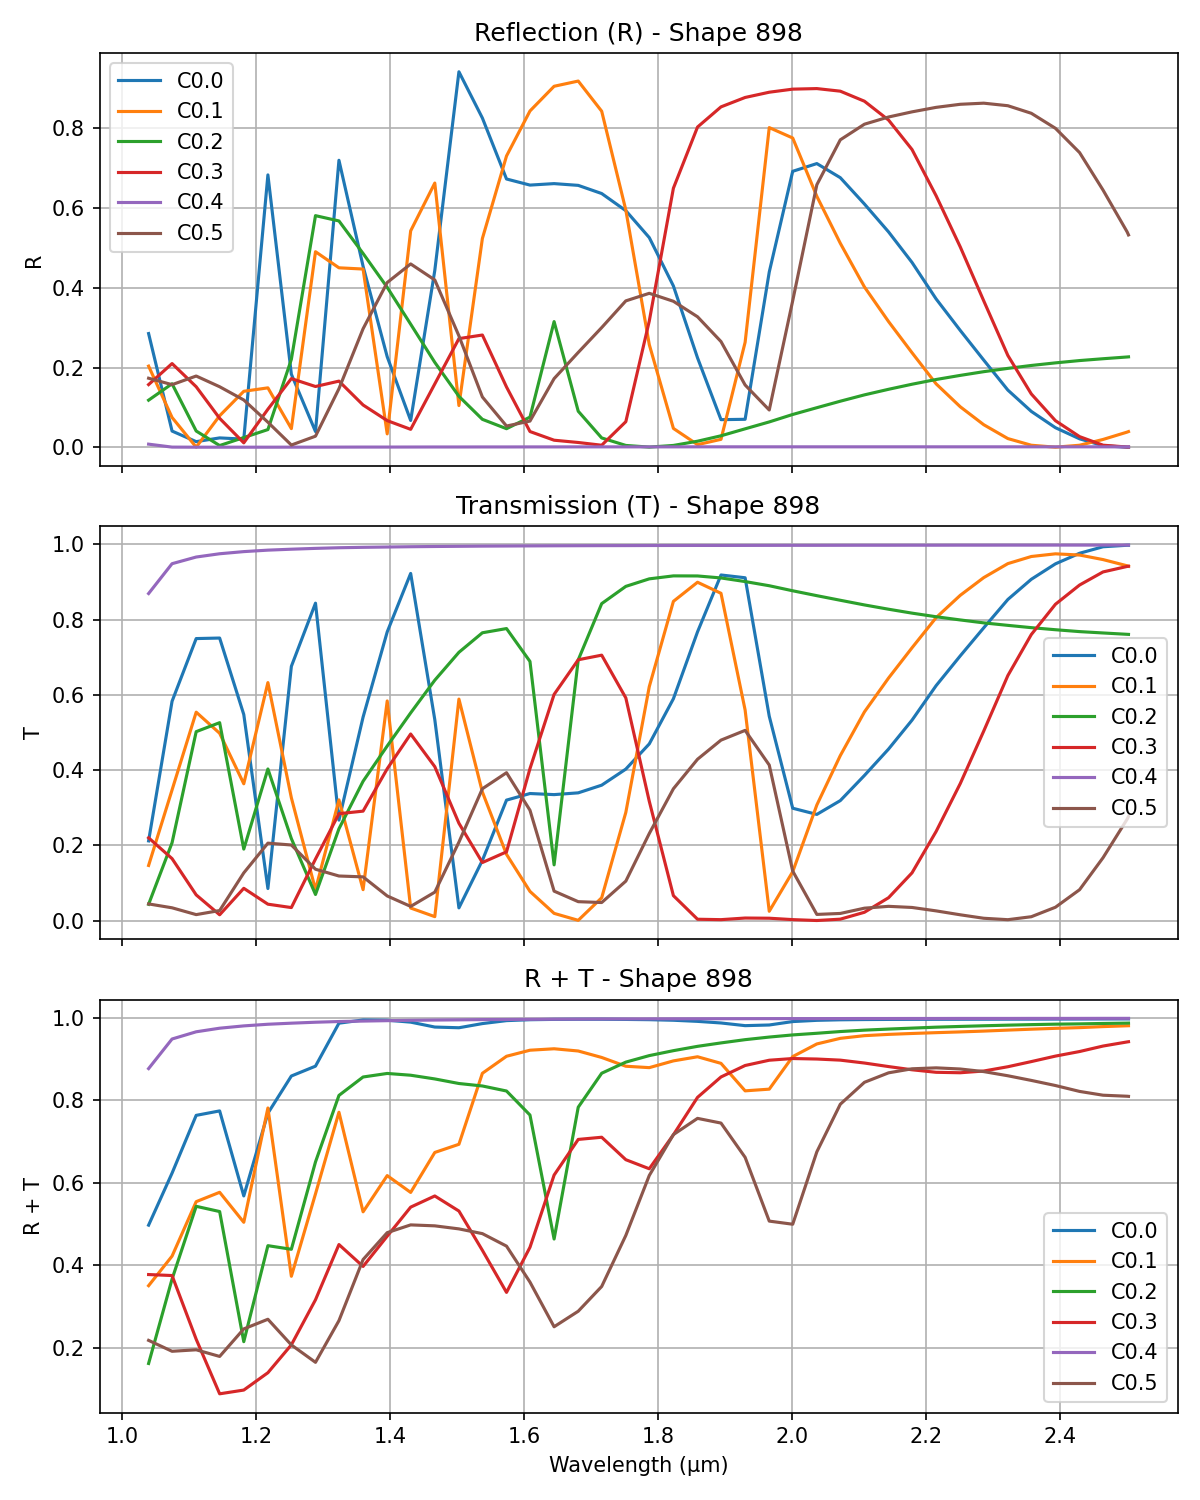 Reflection (R) - Shape 898
R
0.8
0.6
0.4
0.2
0.0
C0.0
C0.1
C0.2
C0.3
C0.4
C0.5
Transmission (T) - Shape 898
T
1.0
0.8
0.6
0.4
0.2
0.0
C0.0
C0.1
C0.2
C0.3
C0.4
C0.5
R + T - Shape 898
R + T
1.0
0.8
0.6
0.4
0.2
C0.0
C0.1
C0.2
C0.3
C0.4
C0.5
1.0 1.2 1.4 1.6 1.8 2.0 2.2 2.4
Wavelength (μm)